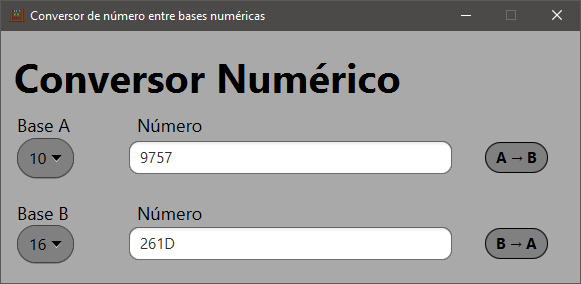 Conversor de número entre bases numéricas
Conversor Numérico
Base A Número
10 9757 A → B
Base B Número
16 261D B → A